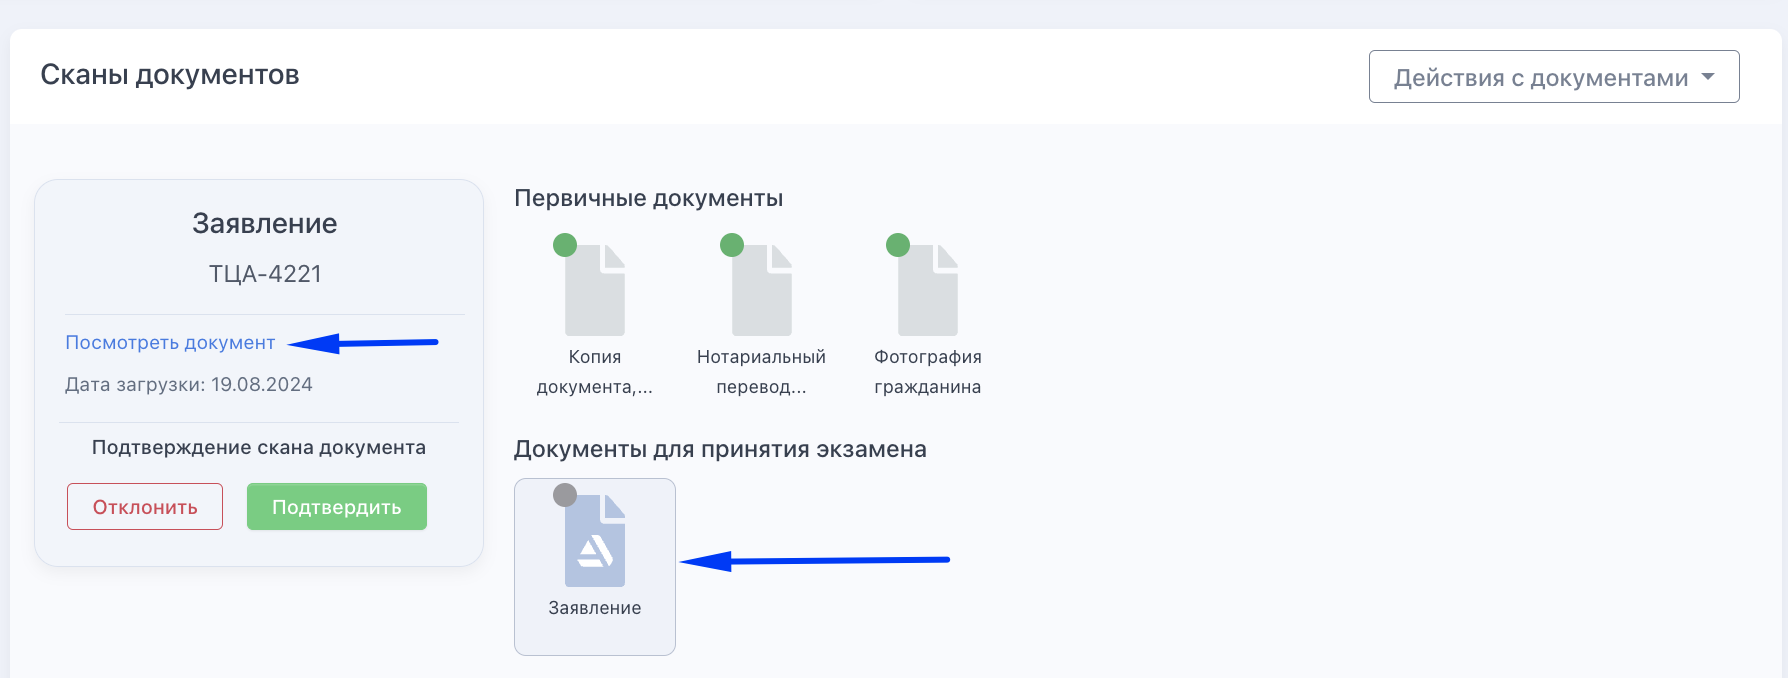 Сканы документов
Действия с документами
Заявление
ТЦА-4221
Посмотреть документ
Дата загрузки: 19.08.2024
Подтверждение скана документа
Отклонить
Подтвердить
Первичные документы
Копия
документа,...
Нотариальный
перевод...
Фотография
гражданина
Документы для принятия экзамена
Заявление